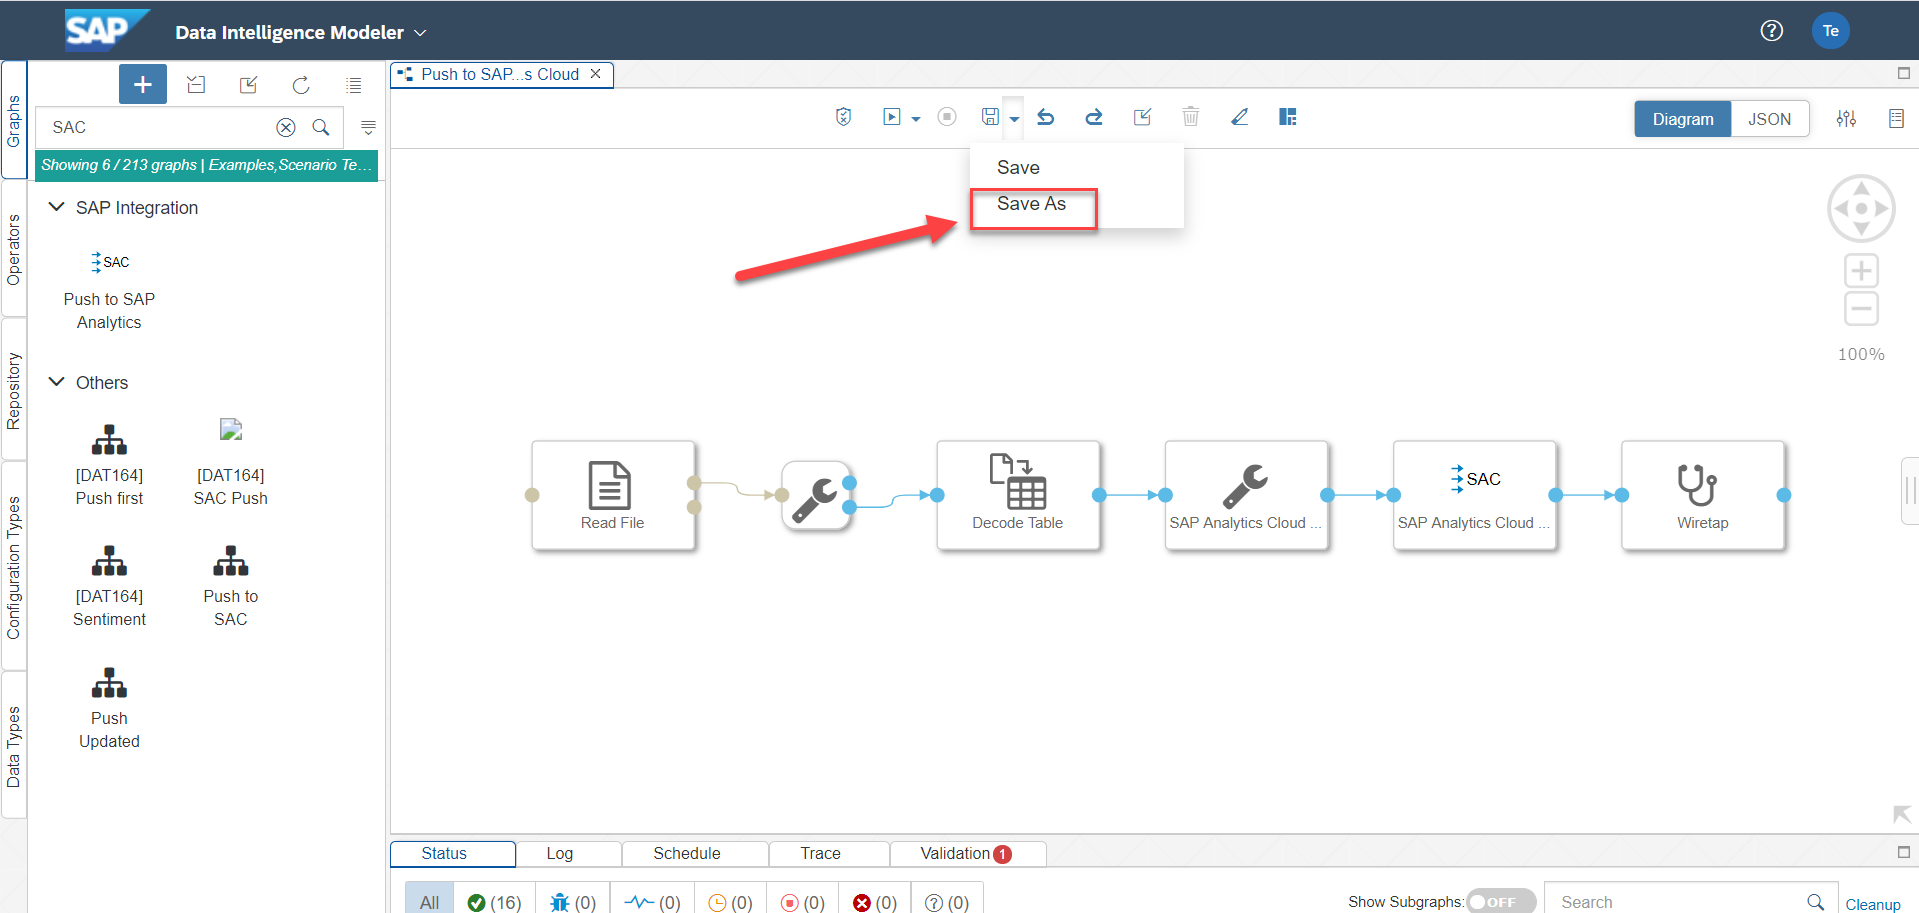 SAP
Data Intelligence Modeler
Te
Graphs
Operators
Repository
Configuration Types
Data Types
SAC
Showing 6 / 213 graphs | Examples,Scenario Te...
SAP Integration
SAC
Push to SAP
Analytics
Others
[DAT164]
Push first
[DAT164]
SAC Push
[DAT164]
Sentiment
Push to
SAC
Push
Updated
Push to SAP...s Cloud
Save
Save As
Diagram
JSON
100%
Read File
Decode Table
SAP Analytics Cloud ...
SAC
SAP Analytics Cloud ...
Wiretap
Status
Log
Schedule
Trace
Validation 1
All
(16)
(0)
(0)
(0)
(0)
(0)
(0)
Show Subgraphs:
OFF
Search
Cleanup